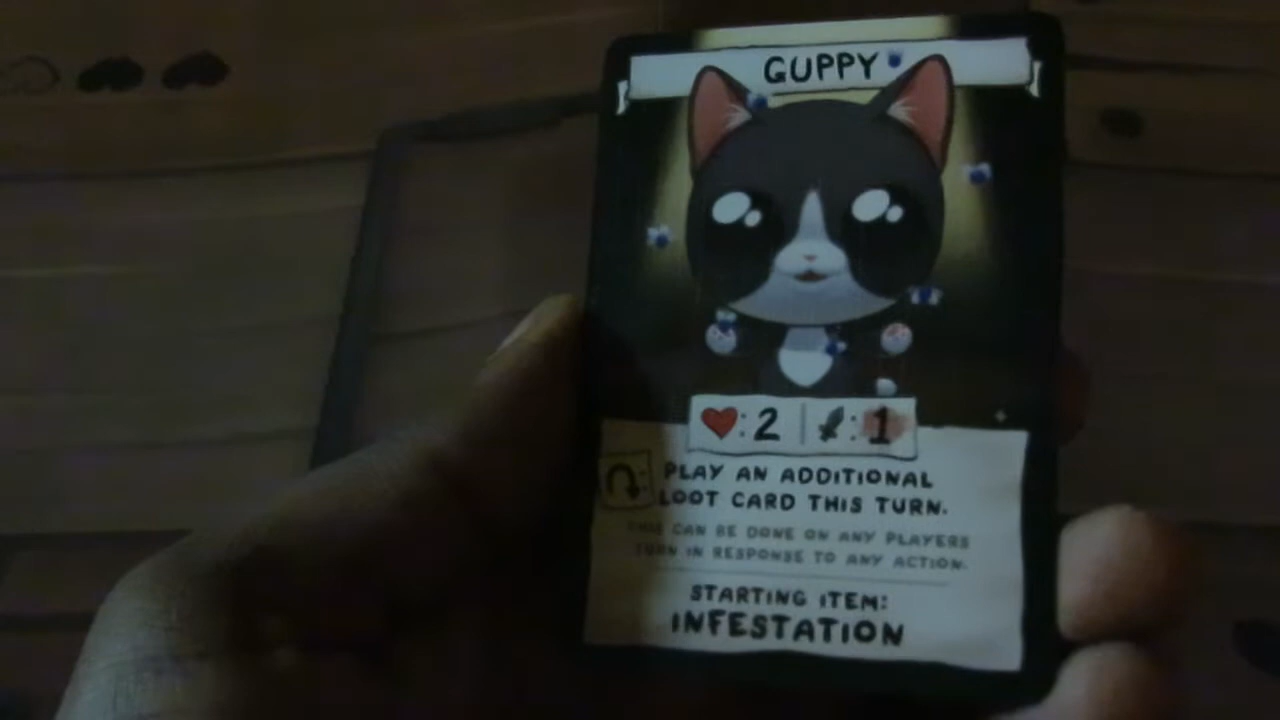 GUPPY
: 2 | : 1
PLAY AN ADDITIONAL
LOOT CARD THIS TURN.
THIS CAN BE DONE ON ANY PLAYERS
TURN IN RESPONSE TO ANY ACTION.
STARTING ITEM:
INFESTATION